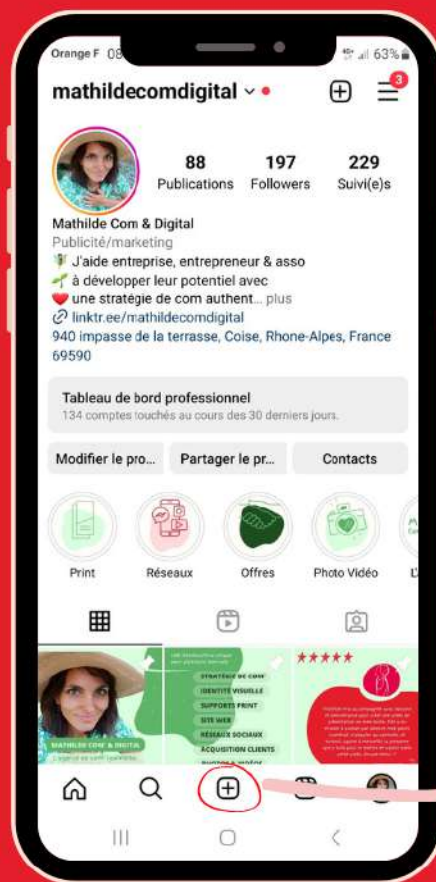 Orange F 08
63%
mathildecomdigital
3
88 197 229
Publications Followers Suivi(e)s
Mathilde Com & Digital
Publicité/marketing
J'aide entreprise, entrepreneur & asso
à développer leur potentiel avec
une stratégie de com authent... plus
linktr.ee/mathildecomdigital
940 impasse de la terrasse, Coise, Rhone-Alpes, France
69590
Tableau de bord professionnel
134 comptes touchés au cours des 30 derniers jours.
Modifier le pro... Partager le pr... Contacts
Print Réseaux Offres Photo Vidéo
MATHILDE COM' & DIGITAL
STRATÉGIE DE COM'
IDENTITÉ VISUELLE
SUPPORTS PRINT
SITE WEB
RÉSEAUX SOCIAUX
ACQUISITION CLIENTS
PHOTOS & VIDÉOS